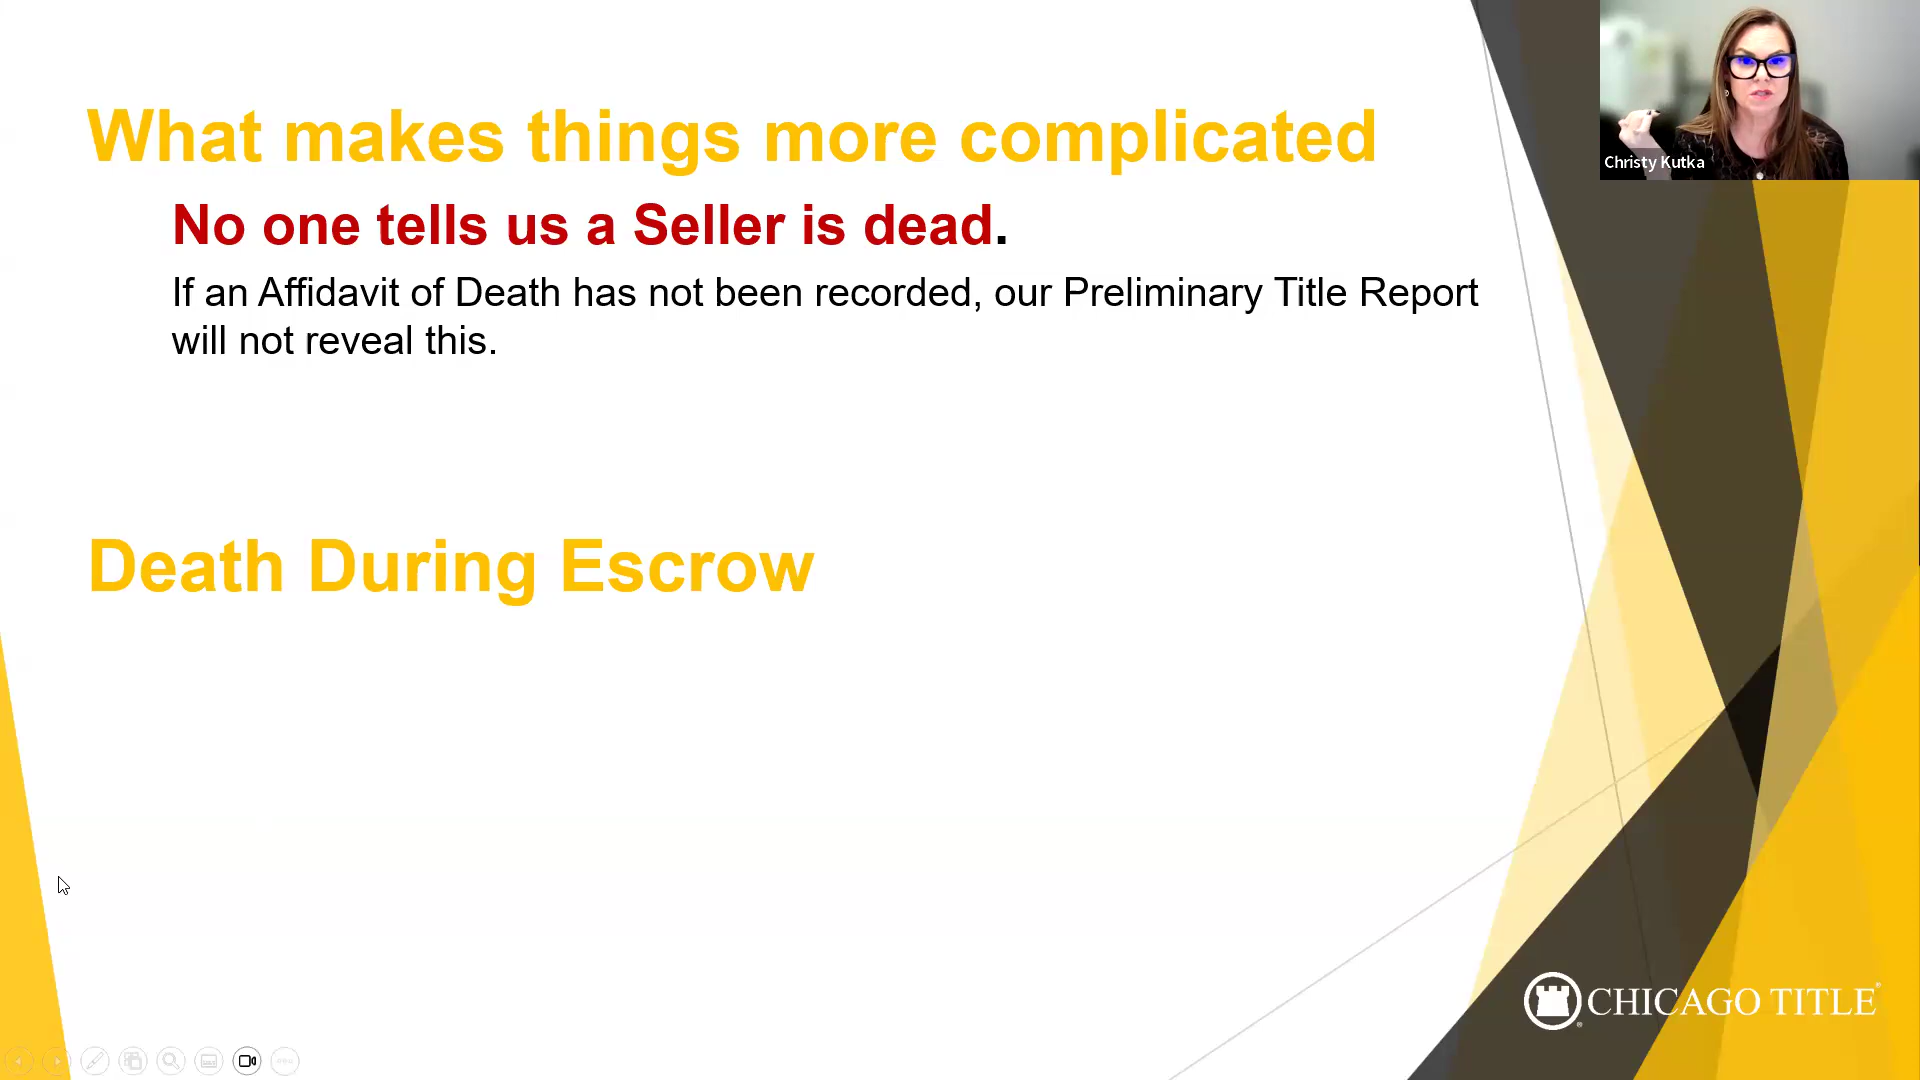 What makes things more complicated
No one tells us a Seller is dead.
If an Affidavit of Death has not been recorded, our Preliminary Title Report
will not reveal this.
Death During Escrow
Christy Kutka
CHICAGO TITLE®